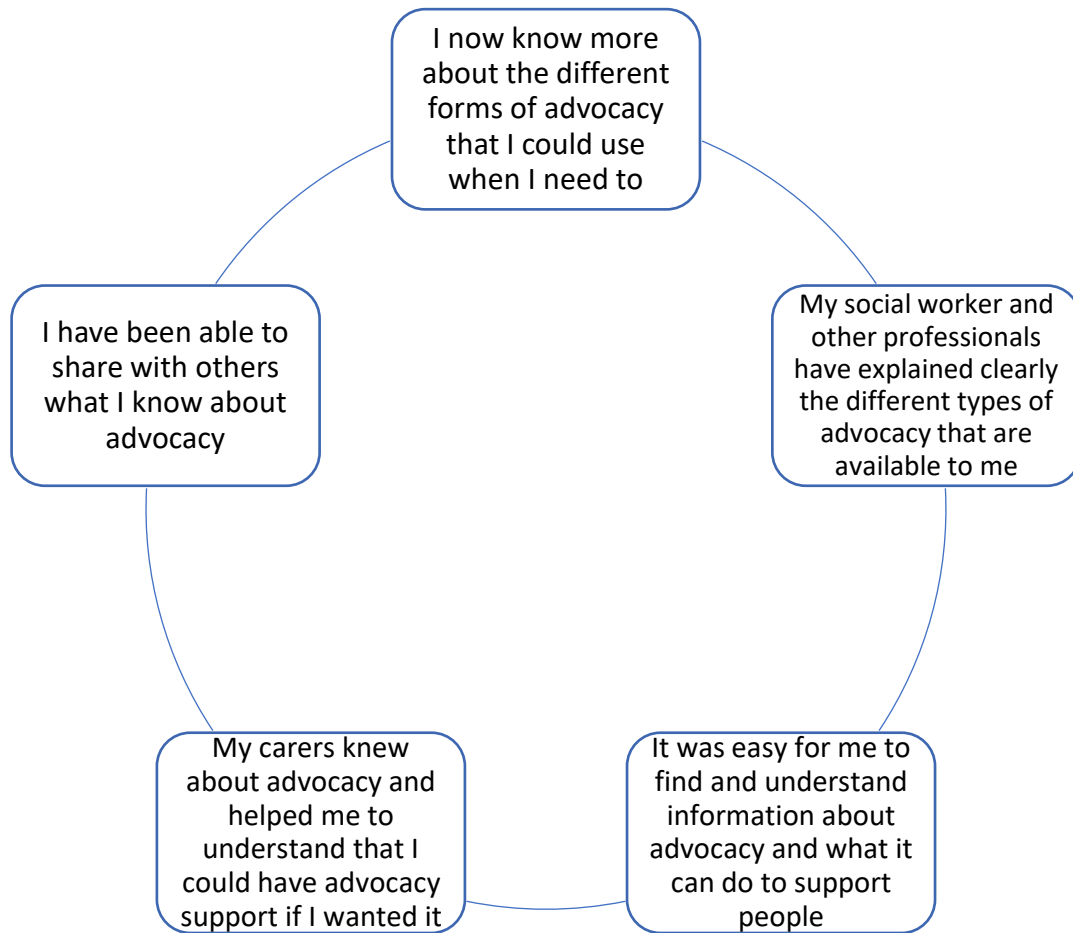 I now know more
about the different
forms of advocacy
that I could use
when I need to
My social worker and
other professionals
have explained clearly
the different types of
advocacy that are
available to me
It was easy for me to
find and understand
information about
advocacy and what it
can do to support
people
My carers knew
about advocacy and
helped me to
understand that I
could have advocacy
support if I wanted it
I have been able to
share with others
what I know about
advocacy